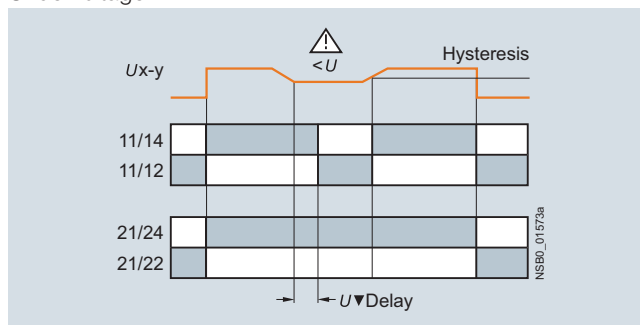 Ux-y
<U
Hysteresis
11/14
11/12
21/24
21/22
U▼Delay
NSB0_01573a